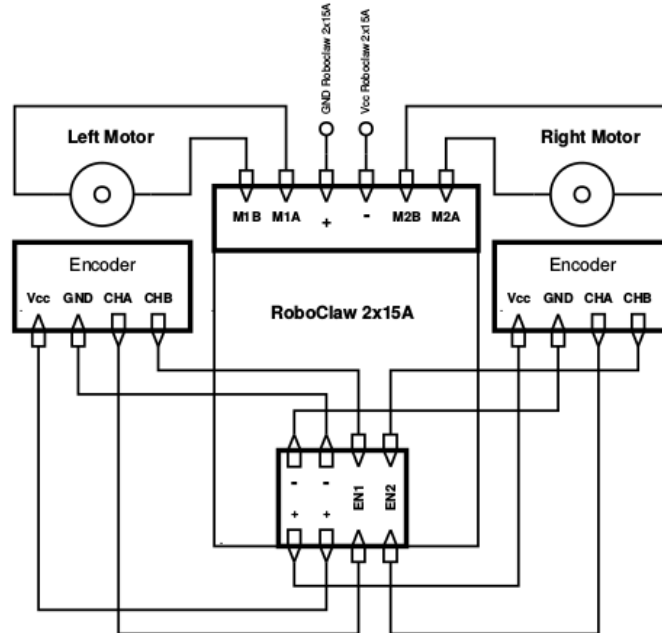 GND Roboclaw 2x15A
Vcc Roboclaw 2x15A
Left Motor
Right Motor
M1B M1A + - M2B M2A
Encoder
Vcc GND CHA CHB
RoboClaw 2x15A
Encoder
Vcc GND CHA CHB
- - EN1 EN2
+ +